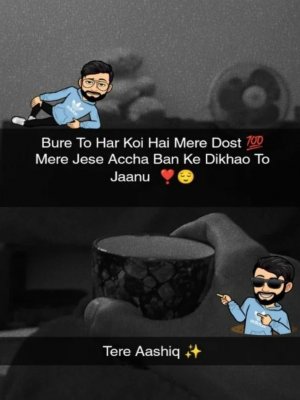 Bure To Har Koi Hai Mere Dost 💯
Mere Jese Accha Ban Ke Dikhao To
Jaanu ❣️😌
Tere Aashiq ✨